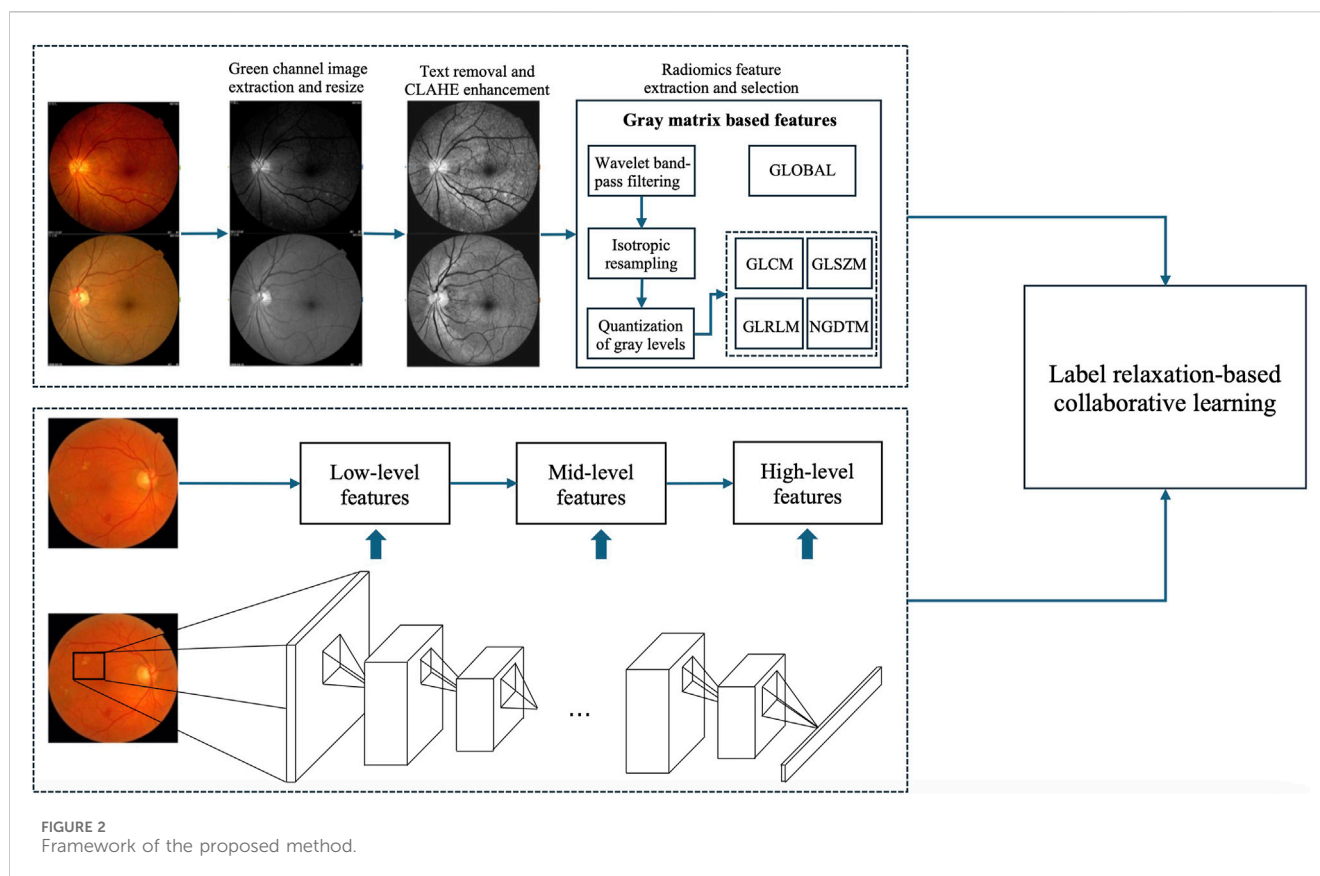 Green channel image
extraction and resize
Text removal and
CLAHE enhancement
Radiomics feature
extraction and selection
Gray matrix based features
Wavelet band-
pass filtering
GLOBAL
Isotropic
resampling
GLCM
GLSZM
Quantization
of gray levels
GLRLM
NGDTM
Label relaxation-based
collaborative learning
Low-level
features
Mid-level
features
High-level
features
...
FIGURE 2
Framework of the proposed method.